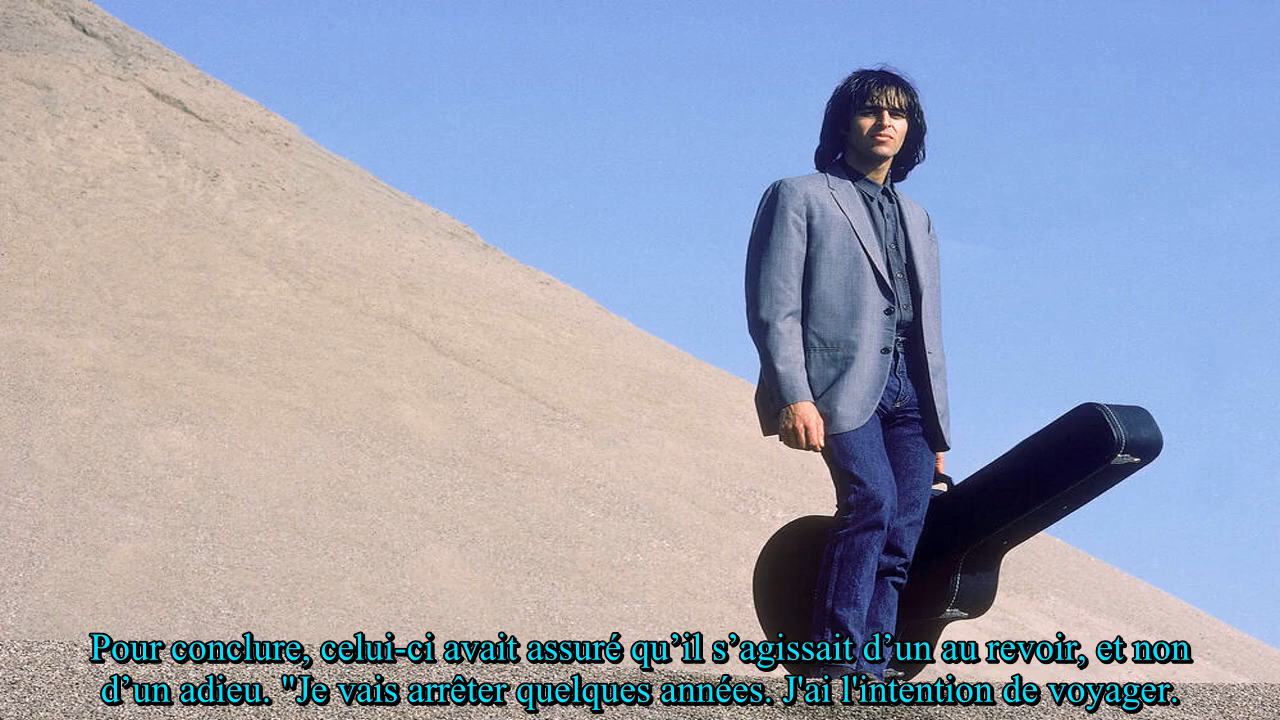 Pour conclure, celui-ci avait assuré qu’il s’agissait d’un au revoir, et non
d’un adieu. "Je vais arrêter quelques années. J'ai l'intention de voyager.